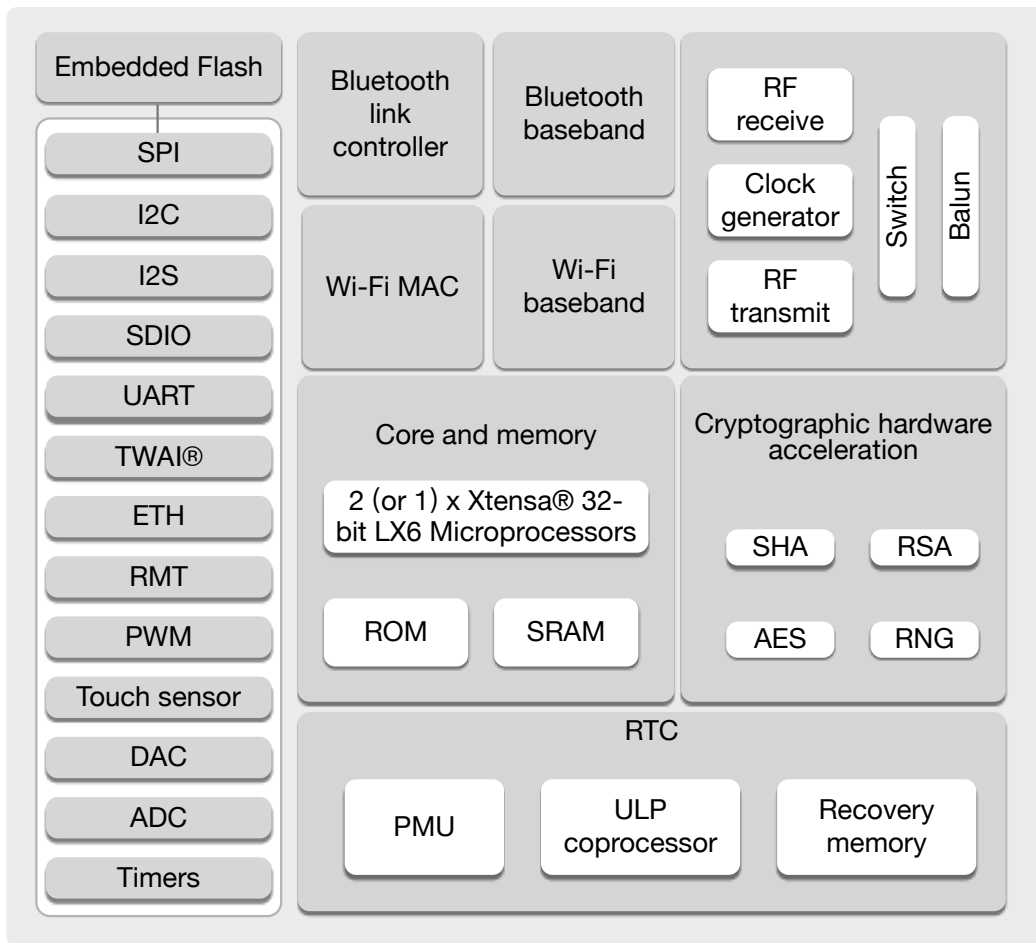 Embedded Flash
SPI
I2C
I2S
SDIO
UART
TWAI®
ETH
RMT
PWM
Touch sensor
DAC
ADC
Timers
Bluetooth
link
controller
Bluetooth
baseband
Wi-Fi MAC
Wi-Fi
baseband
RF
receive
Clock
generator
RF
transmit
Switch
Balun
Core and memory
2 (or 1) x Xtensa® 32-
bit LX6 Microprocessors
ROM
SRAM
Cryptographic hardware
acceleration
SHA
RSA
AES
RNG
RTC
PMU
ULP
coprocessor
Recovery
memory